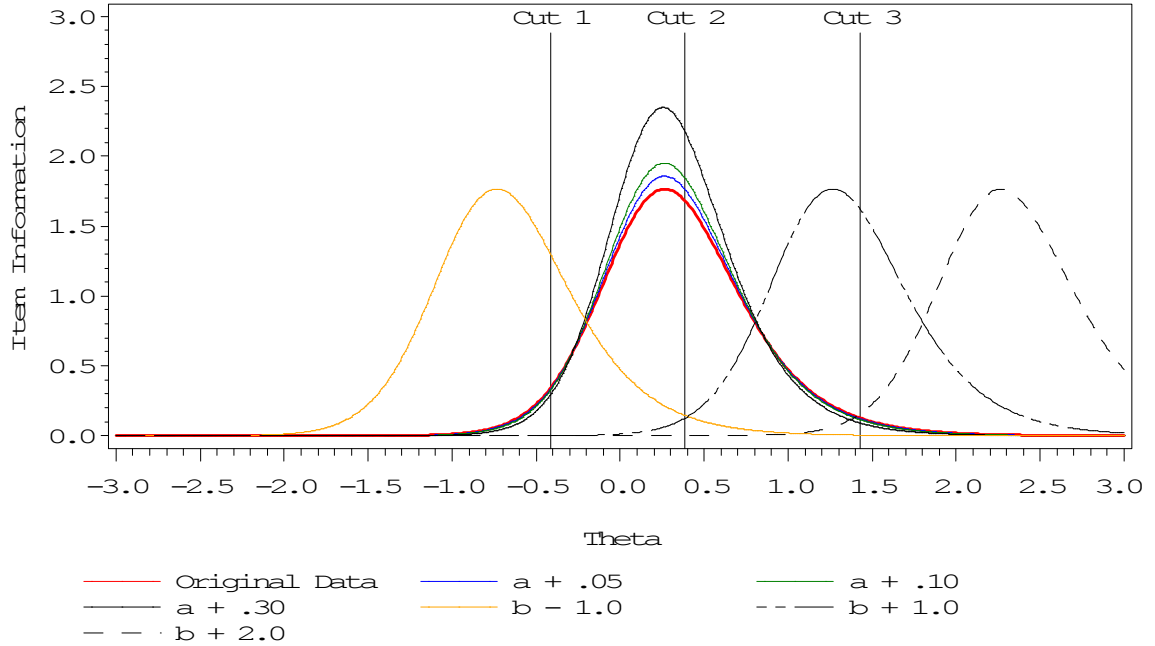 Cut 1 Cut 2 Cut 3
3.0
2.5
2.0
1.5
1.0
0.5
0.0
Item Information
−3.0 −2.5 −2.0 −1.5 −1.0 −0.5 0.0 0.5 1.0 1.5 2.0 2.5 3.0
Theta
Original Data a + .05 a + .10
a + .30 b − 1.0 b + 1.0
b + 2.0